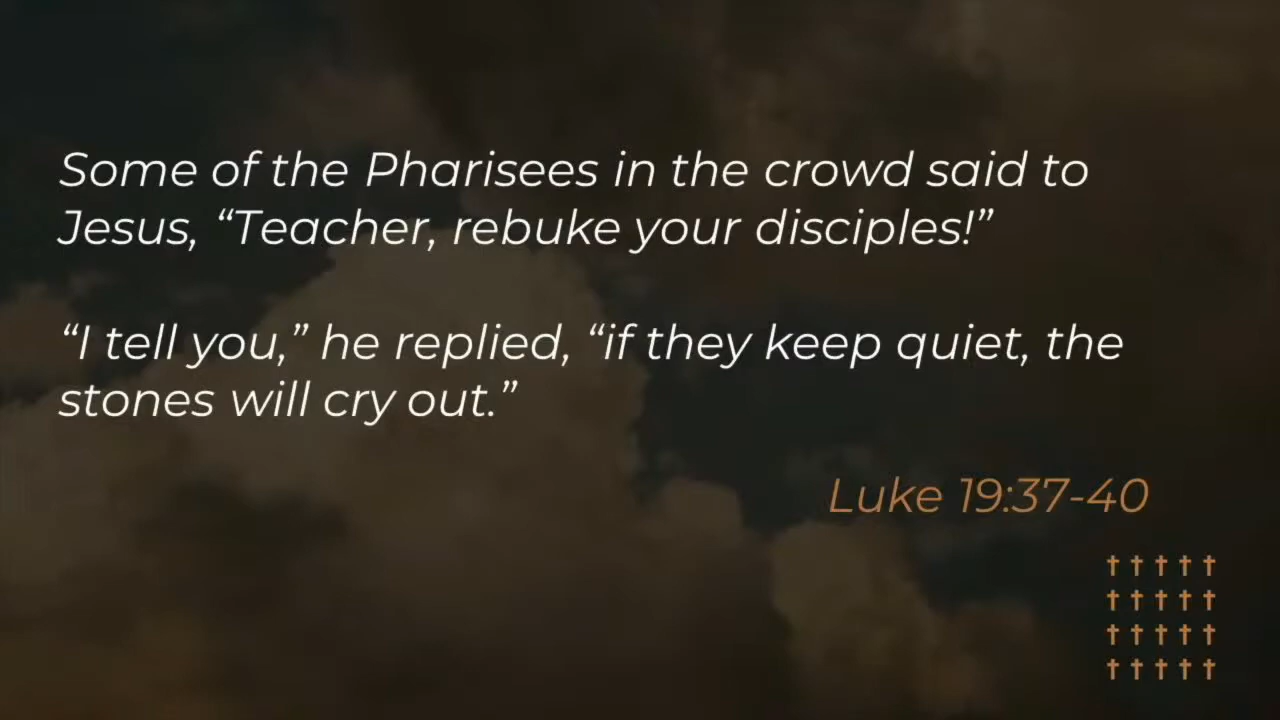 Some of the Pharisees in the crowd said to
Jesus, “Teacher, rebuke your disciples!”
“I tell you,” he replied, “if they keep quiet, the
stones will cry out.”
Luke 19:37-40